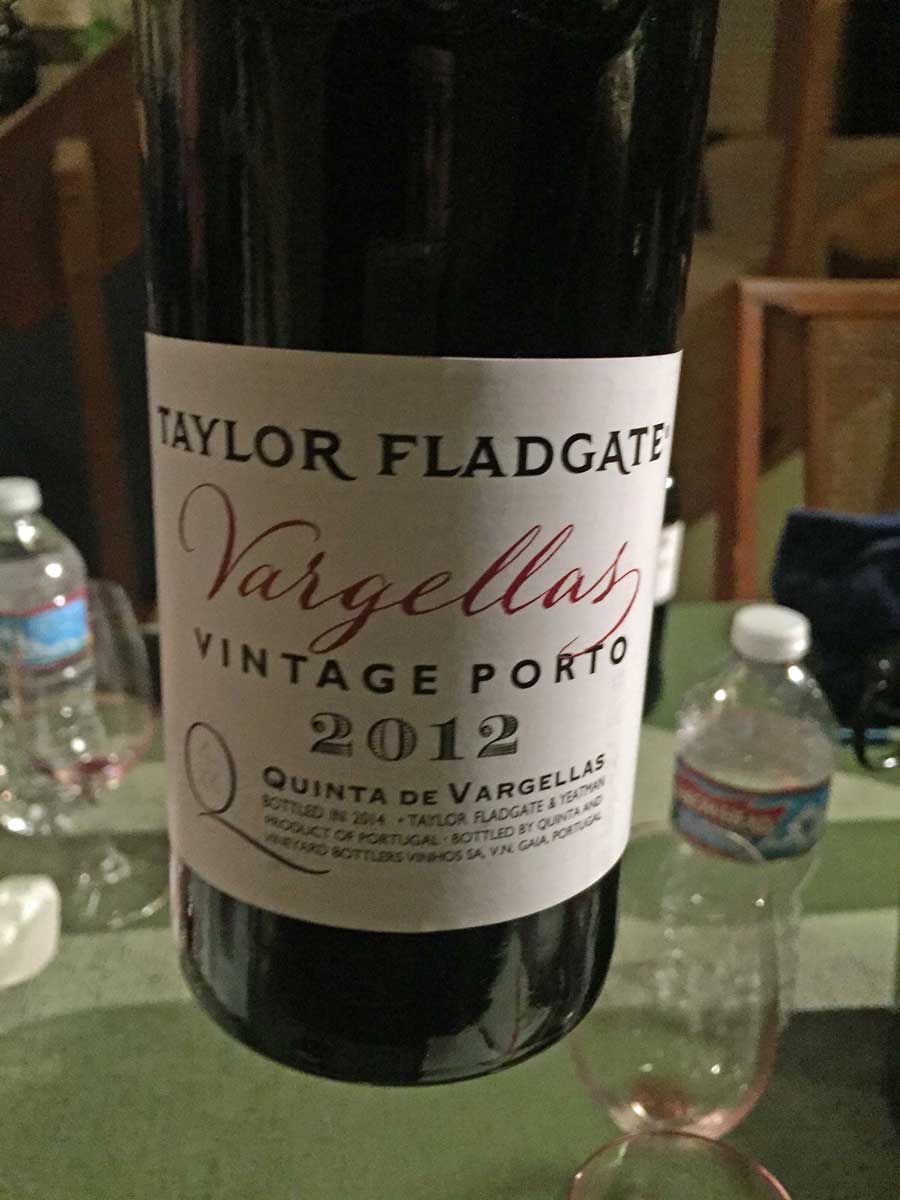 TAYLOR FLADGATE®
Vargellas
VINTAGE PORTO
2012
Q
QUINTA DE VARGELLAS
BOTTLED IN 2014 · TAYLOR FLADGATE & YEATMAN
PRODUCT OF PORTUGAL · BOTTLED BY QUINTA AND
VINEYARD BOTTLERS VINHOS SA, V.N. GAIA, PORTUGAL